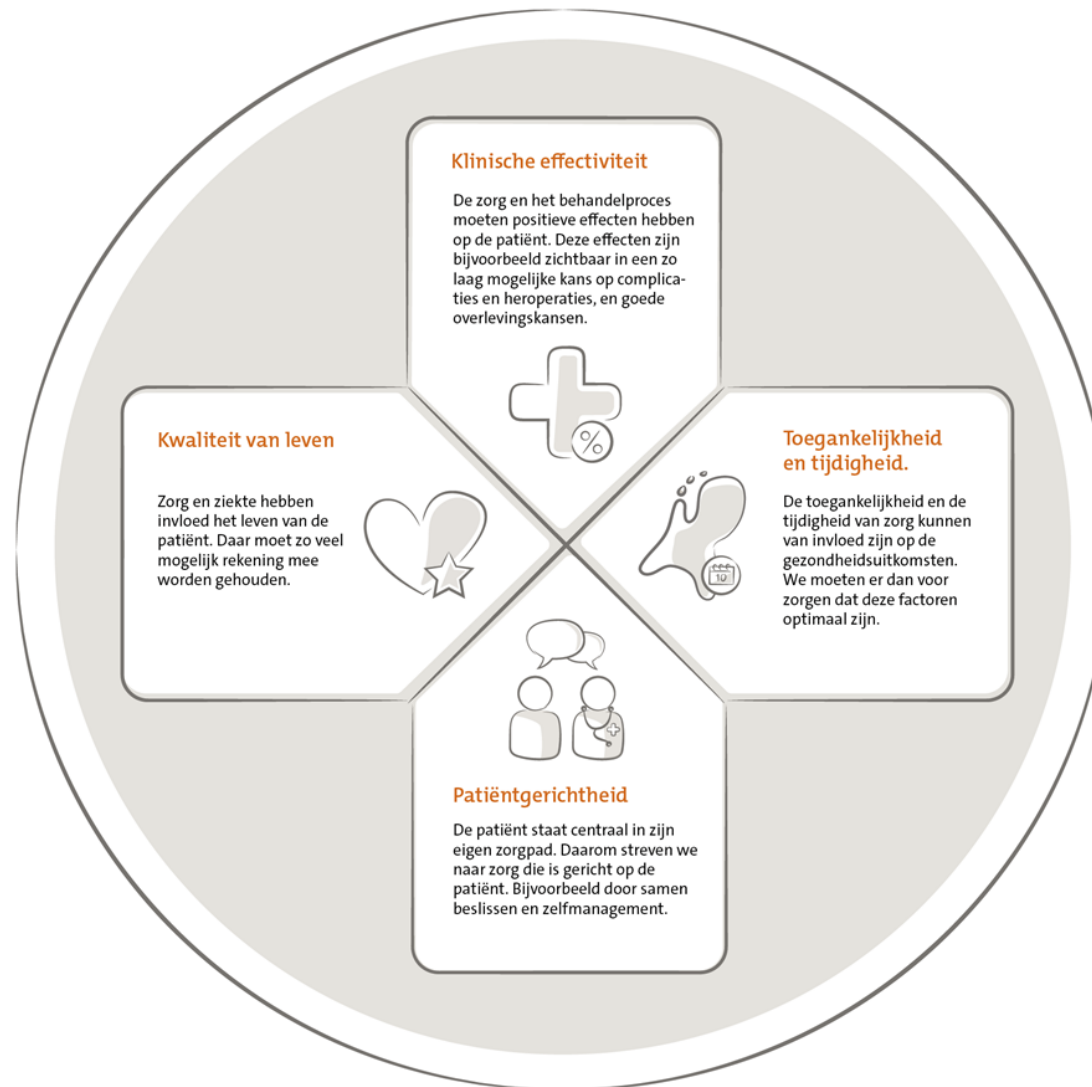 Klinische effectiviteit
De zorg en het behandelproces
moeten positieve effecten hebben
op de patiënt. Deze effecten zijn
bijvoorbeeld zichtbaar in een zo
laag mogelijke kans op complica-
ties en heroperaties, en goede
overlevingskansen.
%
Kwaliteit van leven
Zorg en ziekte hebben
invloed het leven van de
patiënt. Daar moet zo veel
mogelijk rekening mee
worden gehouden.
Toegankelijkheid
en tijdigheid.
De toegankelijkheid en de
tijdigheid van zorg kunnen
van invloed zijn op de
gezondheidsuitkomsten.
We moeten er dan voor
zorgen dat deze factoren
optimaal zijn.
10
Patiëntgerichtheid
De patiënt staat centraal in zijn
eigen zorgpad. Daarom streven we
naar zorg die is gericht op de
patiënt. Bijvoorbeeld door samen
beslissen en zelfmanagement.